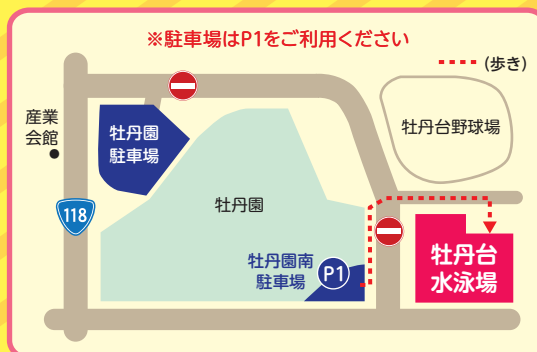 ※駐車場はP1をご利用ください
(歩き)
産業
会館
牡丹園
駐車場
牡丹台野球場
牡丹園
118
牡丹園南
駐車場
P1
牡丹台
水泳場